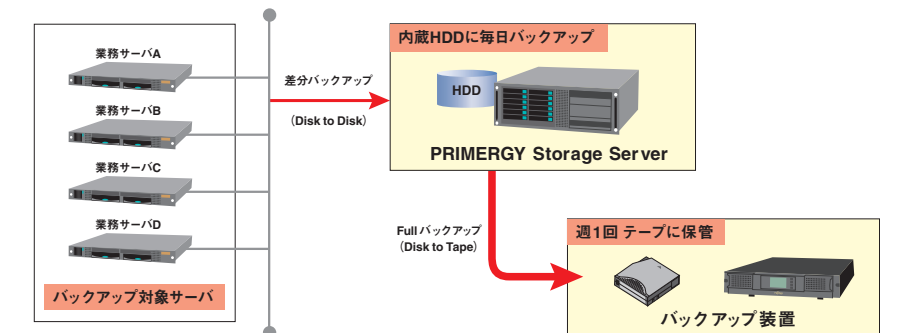 業務サーバA
業務サーバB
業務サーバC
業務サーバD
バックアップ対象サーバ
差分バックアップ
(Disk to Disk)
内蔵HDDに毎日バックアップ
HDD
PRIMERGY Storage Server
Full バックアップ
(Disk to Tape)
週1回 テープに保管
バックアップ装置